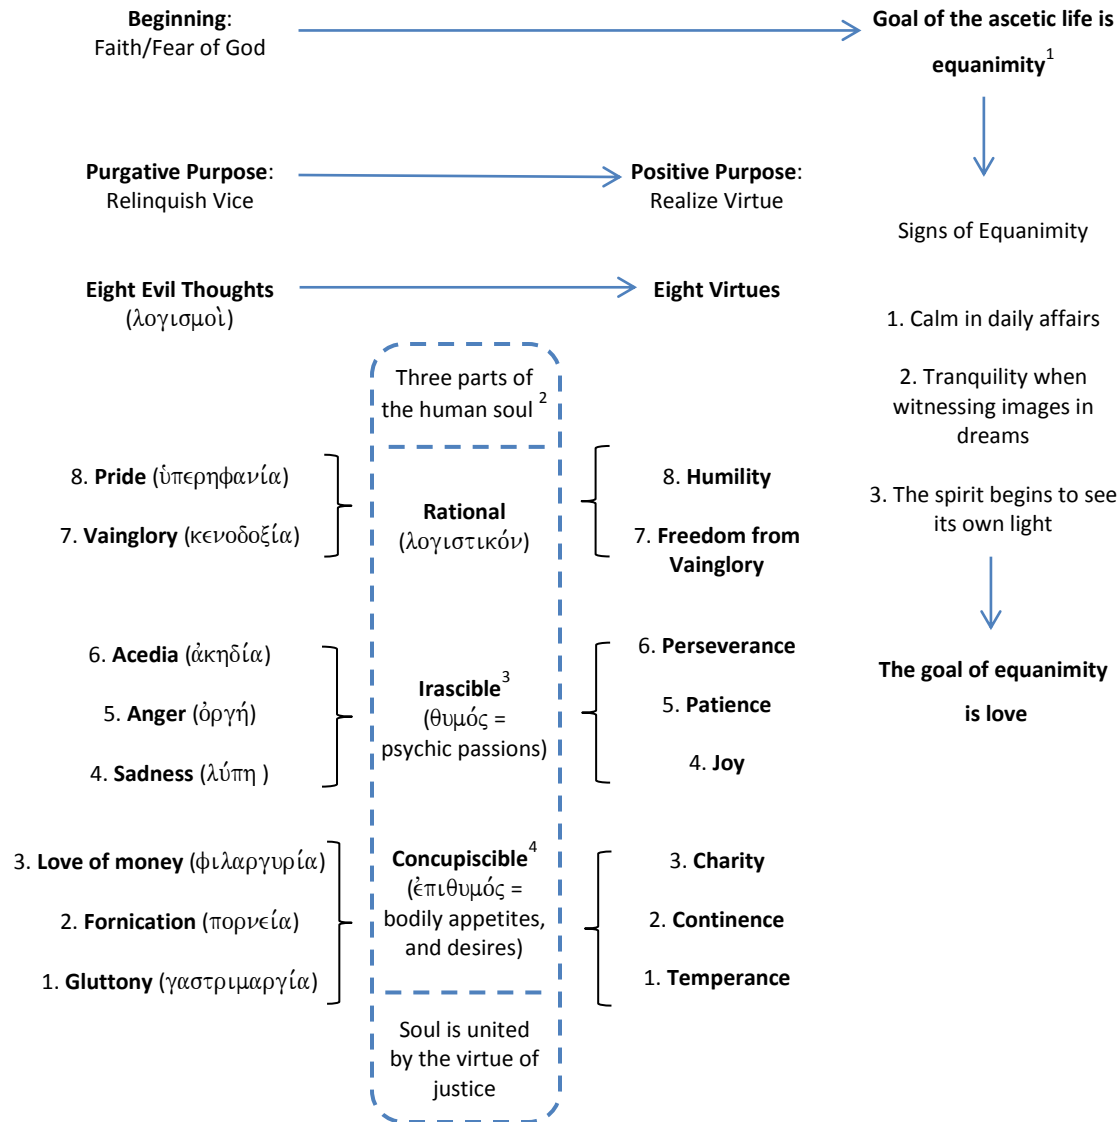 Beginning:
Faith/Fear of God
Goal of the ascetic life is
equanimity1
Purgative Purpose:
Relinquish Vice
Positive Purpose:
Realize Virtue
Signs of Equanimity
Eight Evil Thoughts
(λογισμοὶ)
Eight Virtues
1. Calm in daily affairs
2. Tranquility when
witnessing images in
dreams
3. The spirit begins to see
its own light
The goal of equanimity
is love
Three parts of
the human soul 2
8. Pride (ὑπερηφανία)
7. Vainglory (κενοδοξία)
Rational
(λογιστικόν)
8. Humility
7. Freedom from
Vainglory
6. Acedia (ἀκηδία)
5. Anger (ὀργή)
4. Sadness (λύπη )
Irascible3
(θυμός =
psychic passions)
6. Perseverance
5. Patience
4. Joy
3. Love of money (φιλαργυρία)
2. Fornication (πορνεία)
1. Gluttony (γαστριμαργία)
Concupiscible4
(ἐπιθυμός =
bodily appetites,
and desires)
3. Charity
2. Continence
1. Temperance
Soul is united
by the virtue of
justice